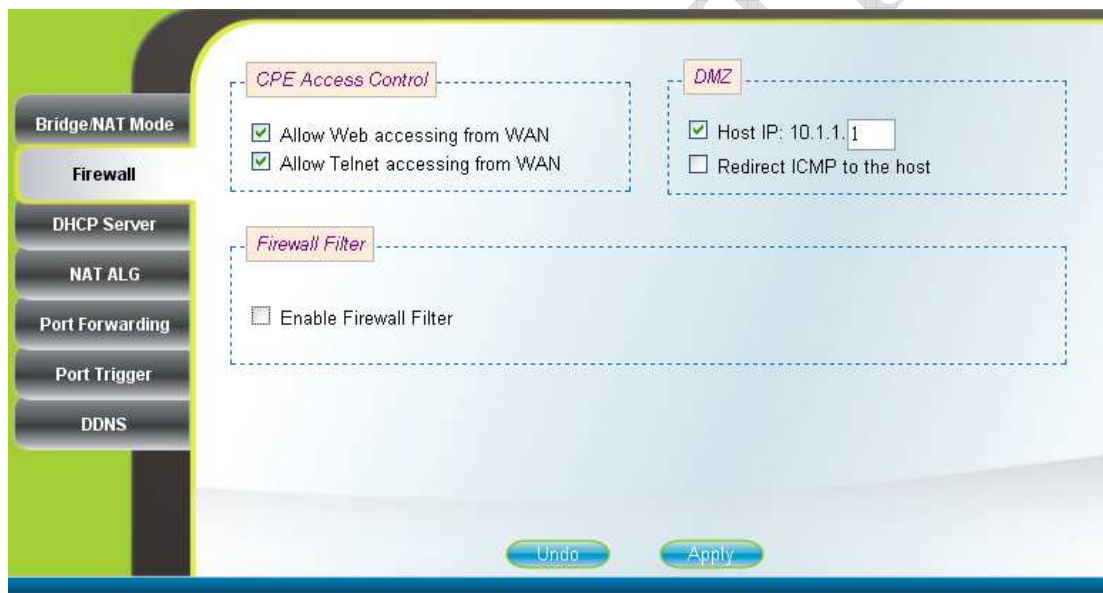 Bridge/NAT Mode
Firewall
DHCP Server
NAT ALG
Port Forwarding
Port Trigger
DDNS
CPE Access Control
Allow Web accessing from WAN
Allow Telnet accessing from WAN
DMZ
Host IP: 10.1.1. 1
Redirect ICMP to the host
Firewall Filter
Enable Firewall Filter
Undo
Apply